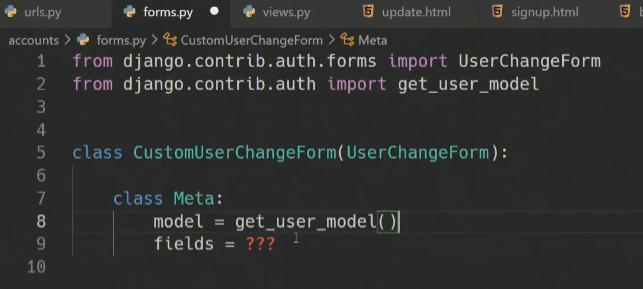 urls.py forms.py views.py update.html signup.html
accounts > forms.py > CustomUserChangeForm > Meta
1 from django.contrib.auth.forms import UserChangeForm
2 from django.contrib.auth import get_user_model
3
4
5 class CustomUserChangeForm(UserChangeForm):
6
7 class Meta:
8 model = get_user_model()
9 fields = ???
10